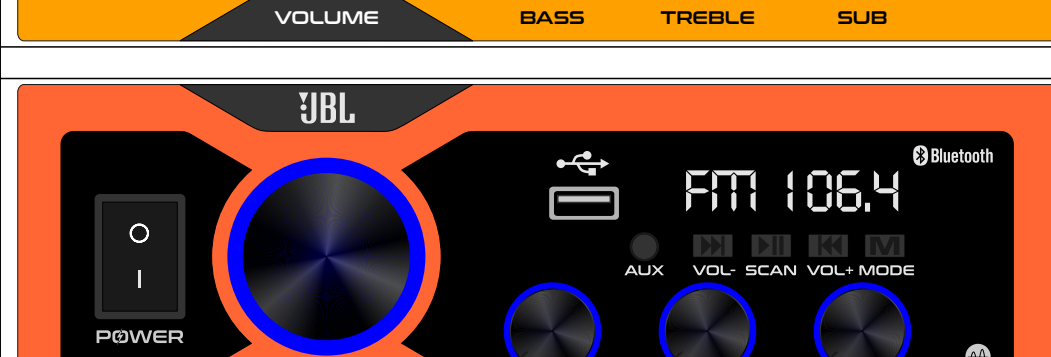 VOLUME BASS TREBLE SUB
JBL
Bluetooth
FM 106.4
M
AUX VOL- SCAN VOL+ MODE
POWER